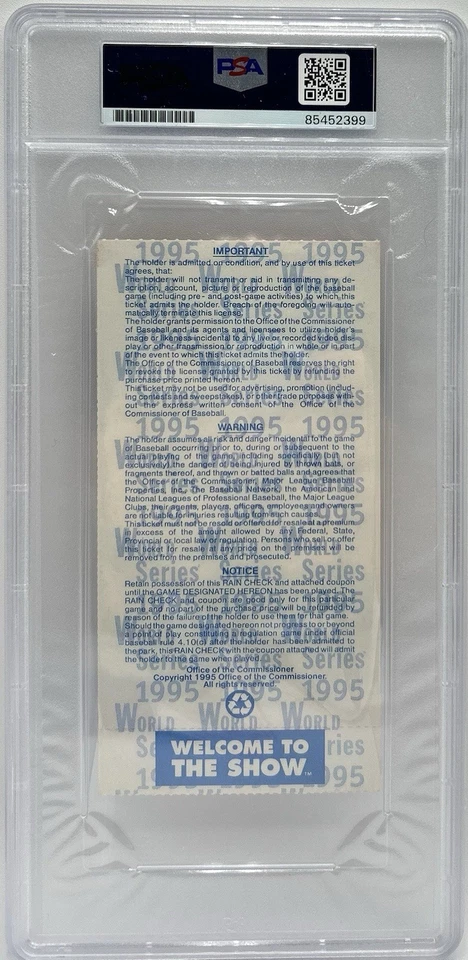 PSA
85452399
1995 1995 1995
IMPORTANT
The holder is admitted on condition, and by use of this ticket
agrees, that:
The holder will not transmit or aid in transmitting any de-
scription, account, picture or reproduction of the baseball
game (including pre - and post-game activities) to which this
ticket admits the holder. Breach of the foregoing will auto-
matically terminate this license.
The holder grants permission to the Office of the Commissioner
of Baseball and its agents to utilize holder's
image or likeness incidental to any live or recorded video dis-
play or other transmission or reproduction in whole or in part
of the event to which this ticket admits the holder.
The Office of the Commissioner of Baseball reserves the right
to revoke the license granted by this ticket by refunding the
purchase price printed hereon.
This ticket may not be used for advertising, promotion (includ-
ing contests and sweepstakes) or other trade purposes with-
out the express written consent of the Office of the
Commissioner of Baseball.
1995 1995 1995
WARNING
The holder assumes all risk and danger incidental to the game
of Baseball occurring prior to, during or subsequent to the
actual playing of the game including specifically (but not
exclusively) the danger of being injured by thrown bats, or
fragments thereof, and thrown or batted balls and agrees that
the Office of the Commissioner, Major League Baseball
Properties, Inc., The Baseball Network, the American and
National Leagues of Professional Baseball, the Major League
Clubs, and agents, players, officers, employees and owners
are not liable for injuries resulting from such causes.
This ticket may not be sold or offered for resale at a premium
in excess of the amount allowed by any Federal, State,
Provincial or local law or regulation. Persons who sell or offer
this ticket for resale unlawfully on the premises may be
removed from the premises and prosecuted.
NOTICE
Retain possession of this RAIN CHECK and attached coupon
until the GAME DESIGNATED HEREON has been played. The
RAIN CHECK and coupon are good only for this particular
game and no part of the purchase price will be refunded by
reason of the failure of the holder to use it for that game.
Should the game designated hereon not progress to or beyond
a point of play constituting a regulation game under official
baseball rule 4.10(c) after the holder has been admitted to
the park, this RAIN CHECK with the coupon attached will admit
the holder to the game when played.
Office of the Commissioner
Copyright 1995 Office of the Commissioner.
All rights reserved.
1995 1995
World World World
Series
WELCOME TO
THE SHOW™